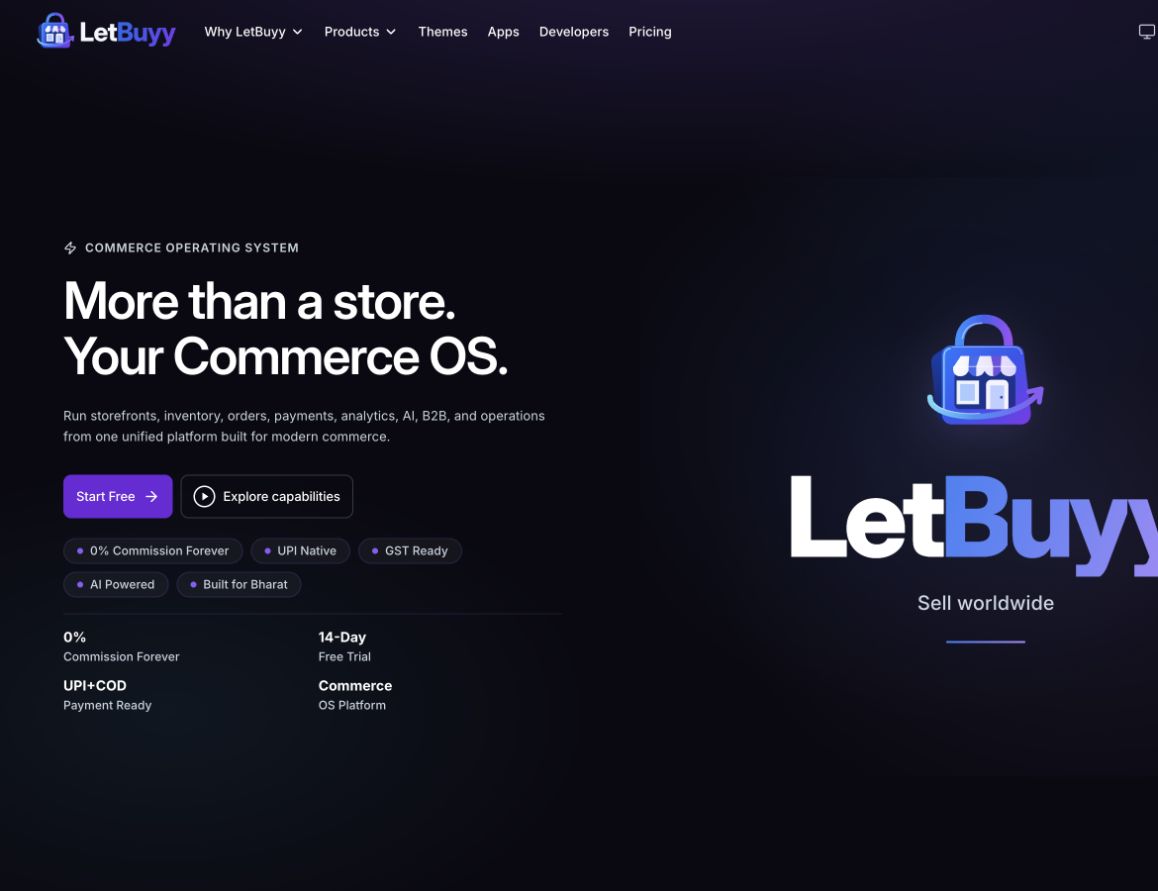 LetBuyy
Why LetBuyy
Products
Themes
Apps
Developers
Pricing
COMMERCE OPERATING SYSTEM
More than a store.
Your Commerce OS.
Run storefronts, inventory, orders, payments, analytics, AI, B2B, and operations
from one unified platform built for modern commerce.
Start Free
Explore capabilities
0% Commission Forever
UPI Native
GST Ready
AI Powered
Built for Bharat
0%
Commission Forever
14-Day
Free Trial
UPI+COD
Payment Ready
Commerce
OS Platform
LetBuyy
Sell worldwide